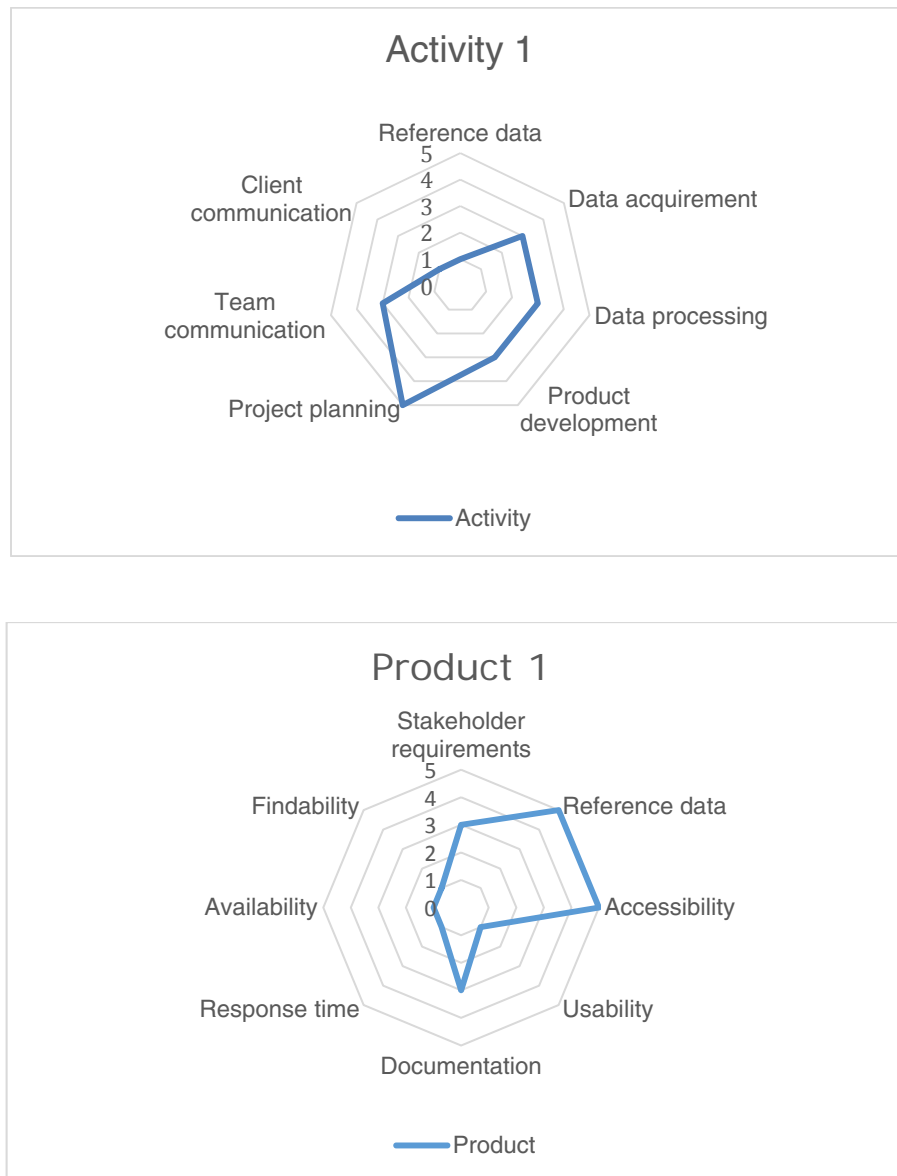 Activity 1
Reference data
5
4
3
2
1
0
Client
communication
Data acquirement
Team
communication
Data processing
Project planning
Product
development
Activity
Product 1
Stakeholder
requirements
5
4
3
2
1
0
Findability
Reference data
Availability
Accessibility
Response time
Usability
Documentation
Product